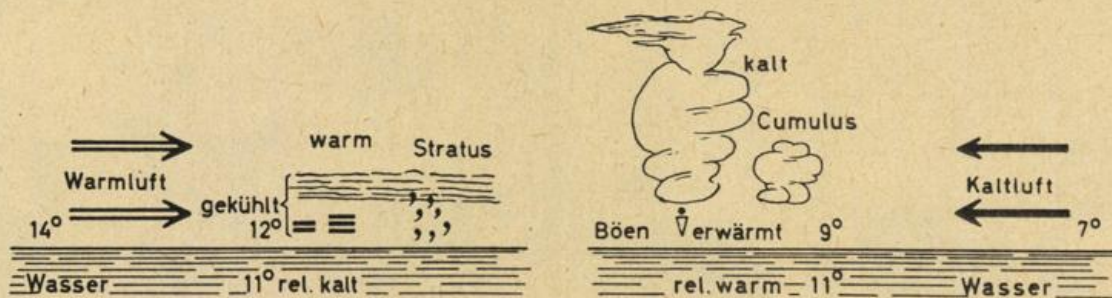 warm Stratus
Warmluft
gekühlt
14° 12°
Wasser 11° rel. kalt
kalt
Cumulus
Kaltluft
Böen erwärmt 9° 7°
rel. warm 11° Wasser